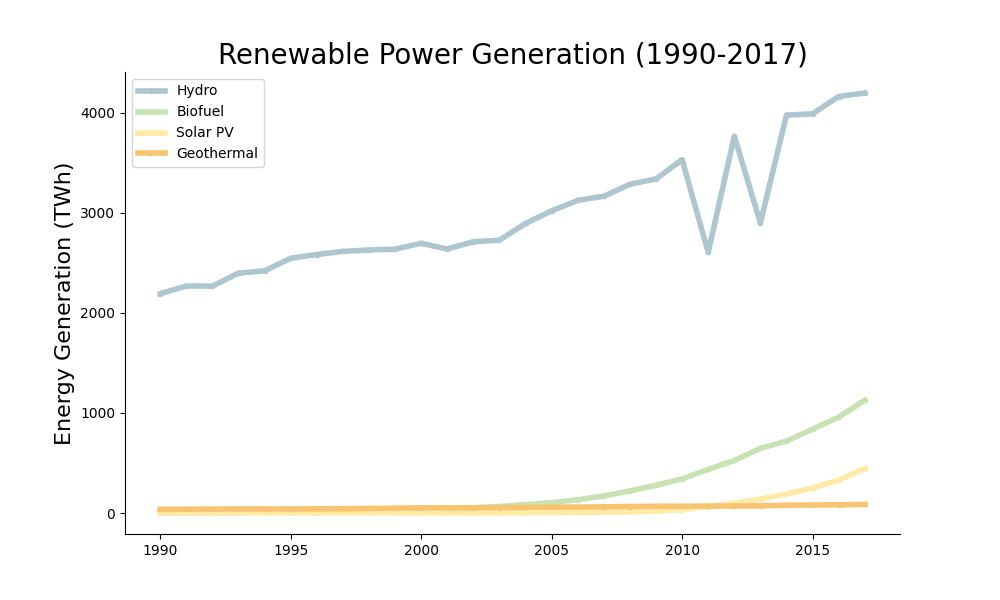 Renewable Power Generation (1990-2017)
Hydro
Biofuel
Solar PV
Geothermal
Energy Generation (TWh)
4000
3000
2000
1000
0
1990
1995
2000
2005
2010
2015